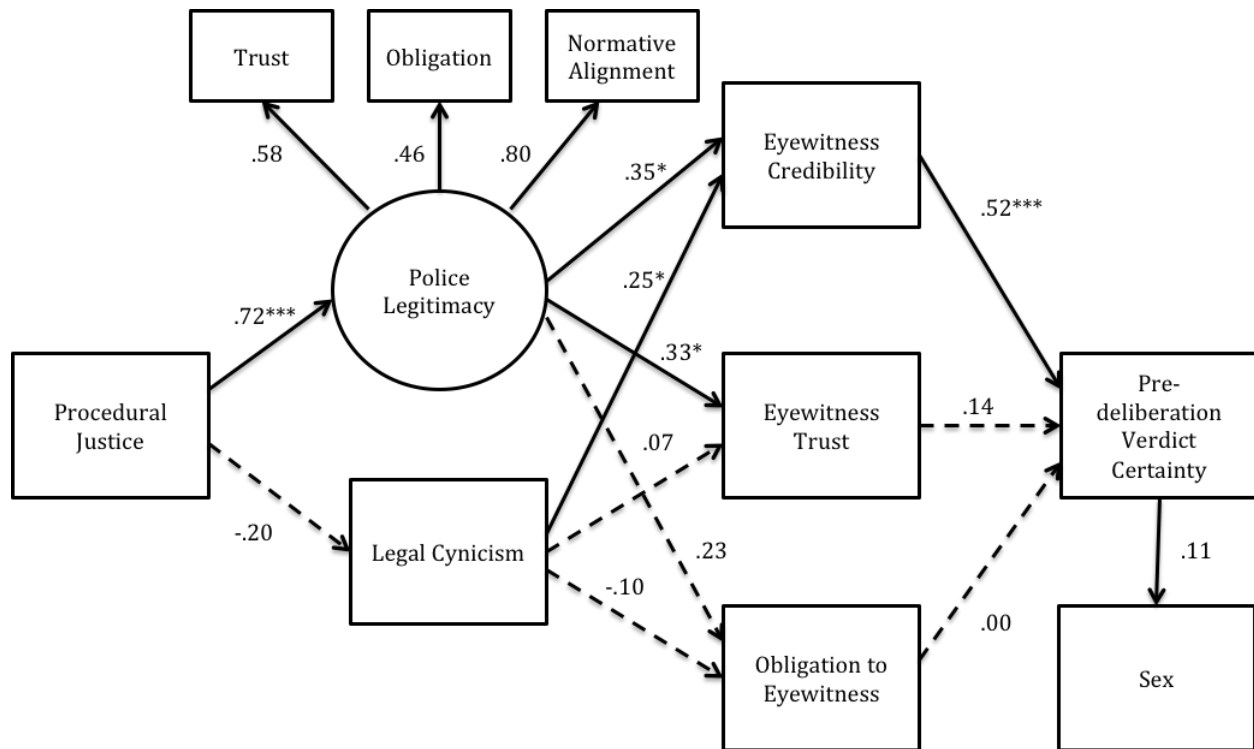 Trust
Obligation
Normative
Alignment
.58
.46
.80
Eyewitness
Credibility
.35*
.52***
.25*
Police
Legitimacy
.72***
.33*
Procedural
Justice
Eyewitness
Trust
.14
Pre-
deliberation
Verdict
Certainty
.07
-.20
Legal Cynicism
.23
-.10
.11
.00
Obligation to
Eyewitness
Sex